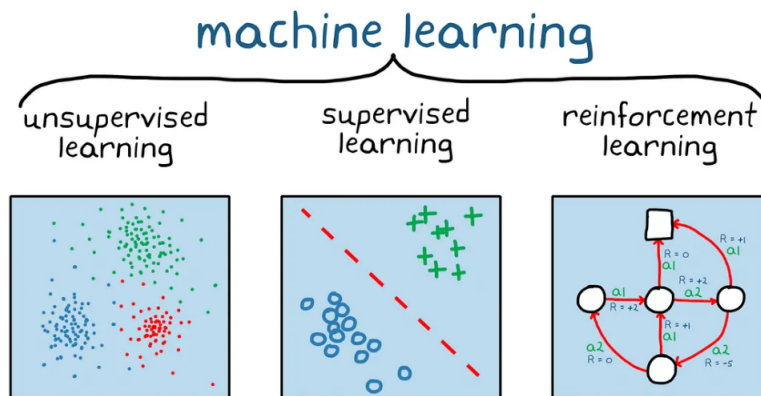 machine learning
unsupervised
learning
supervised
learning
reinforcement
learning
R = +1
a1
R = 0
a1
a1
R = +2
R = +2
a2
R = +1
a1
a2
R = 0
a2
R = -5